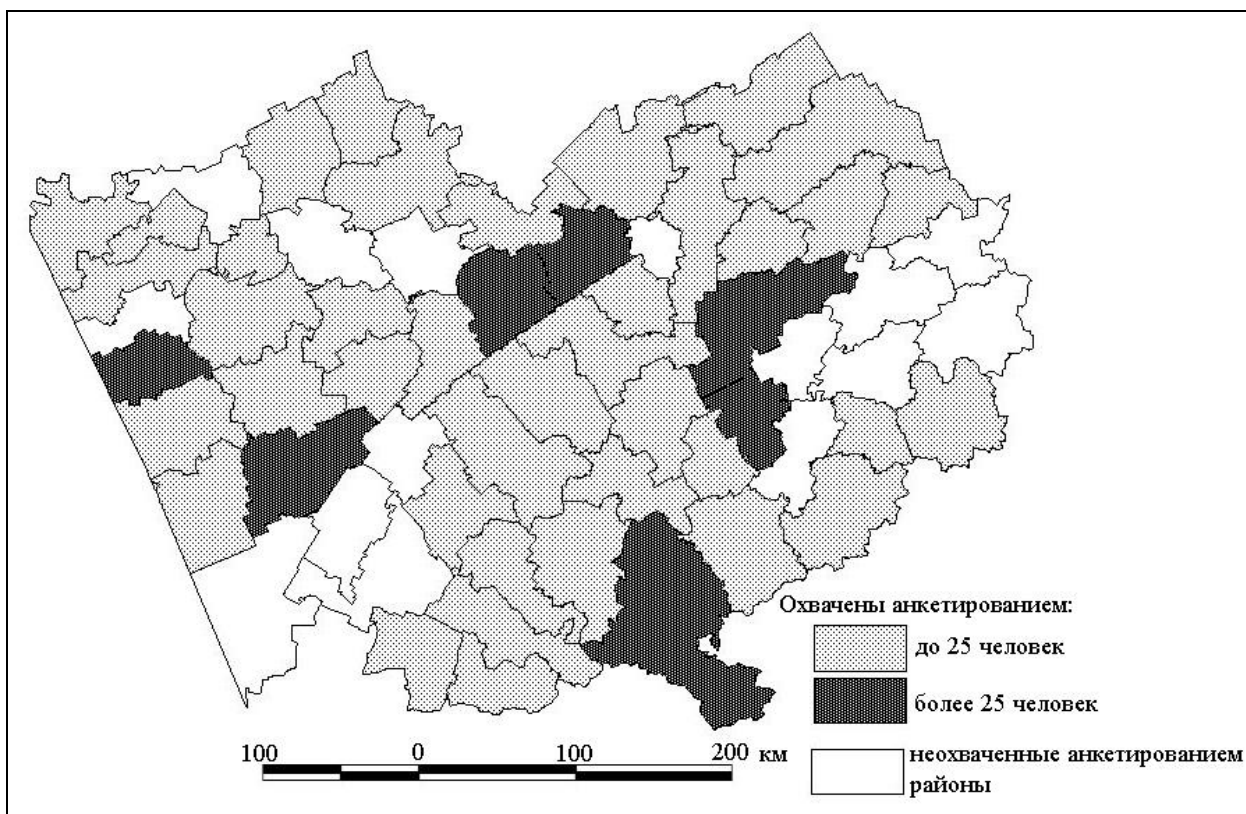 Охвачены анкетированием:
до 25 человек
более 25 человек
100 0 100 200 км
неохваченные анкетированием
районы